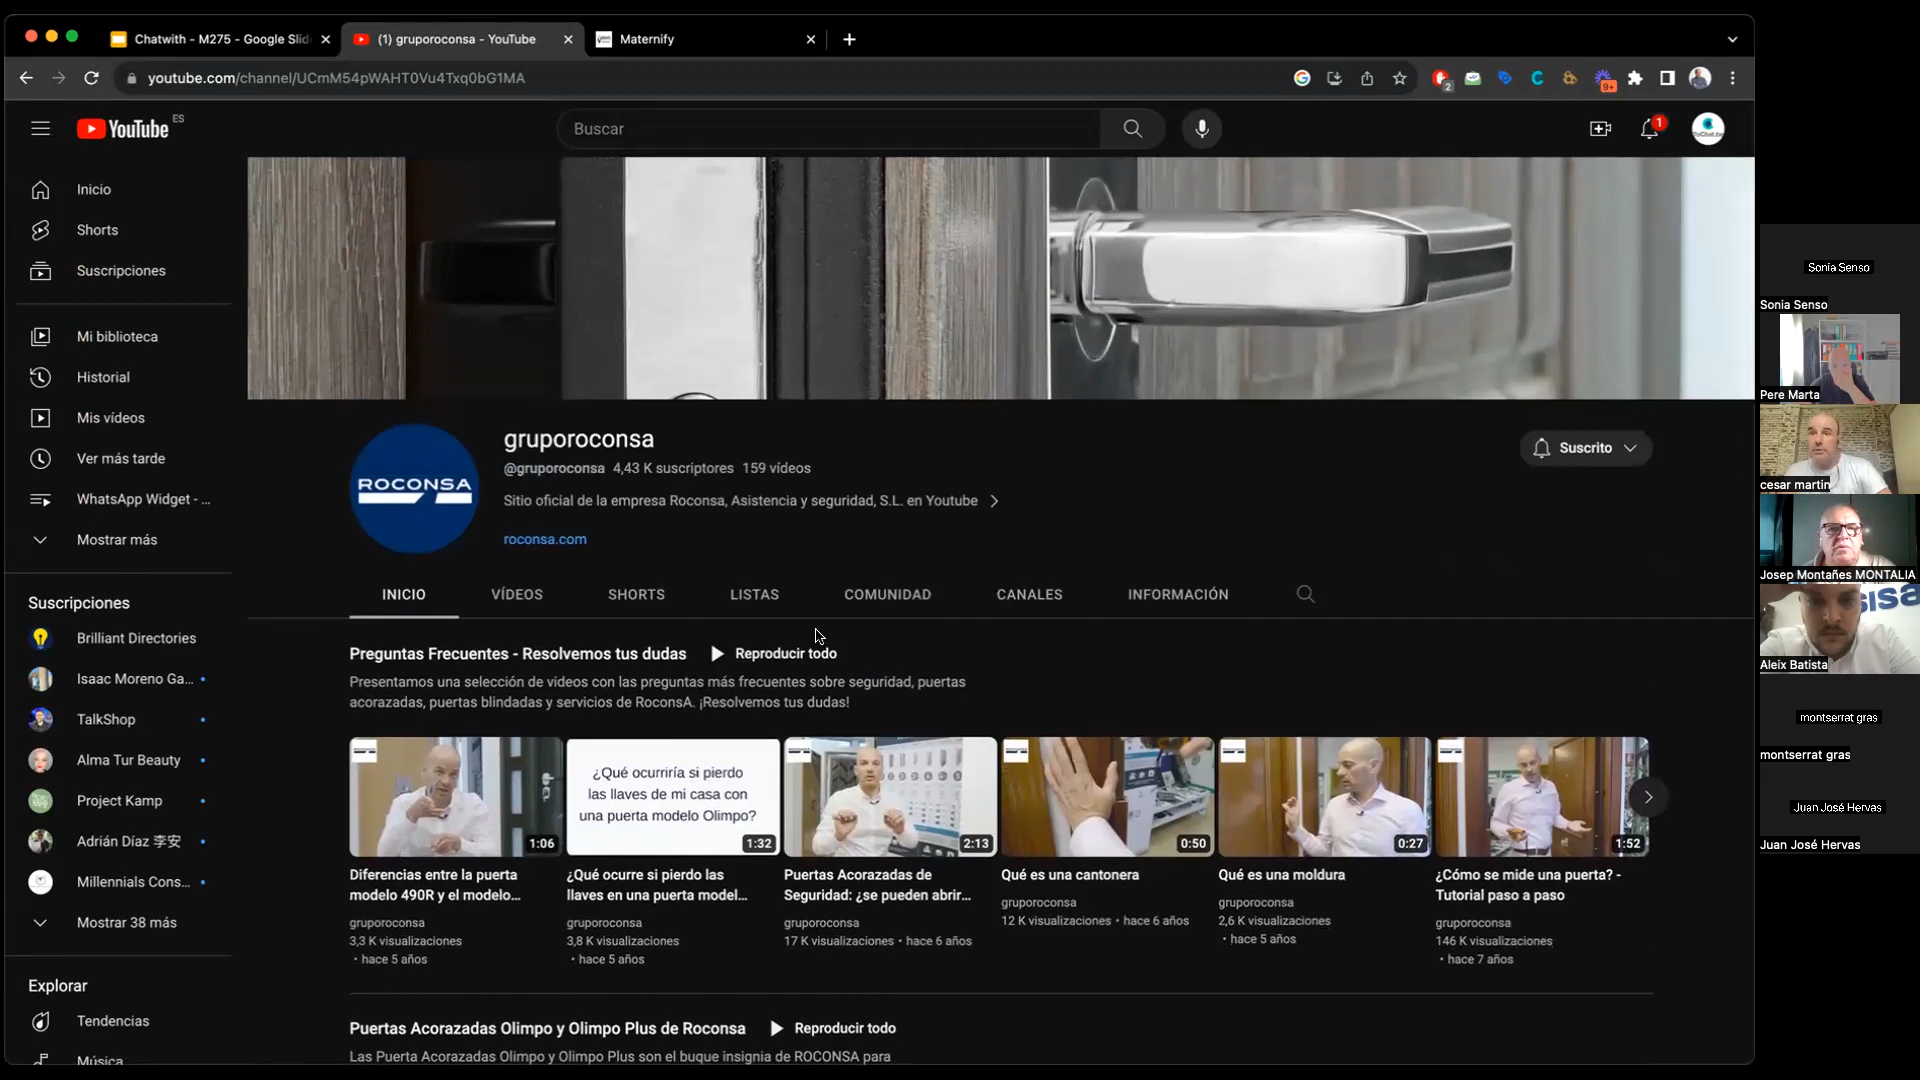 Chatwith - M275 - Google Slid
(1) gruporoconsa - YouTube
Maternify
youtube.com/channel/UCmM54pWAHT0Vu4Txq0bG1MA
2
9+
YouTube ES
Buscar
1
Inicio
Shorts
Suscripciones
Mi biblioteca
Historial
Mis vídeos
Ver más tarde
WhatsApp Widget - ...
Mostrar más
Suscripciones
Brilliant Directories
Isaac Moreno Ga...
TalkShop
Alma Tur Beauty
Project Kamp
Adrián Díaz 李安
Millennials Cons...
Mostrar 38 más
Explorar
Tendencias
Música
ROCONSA
gruporoconsa
@gruporoconsa 4,43 K suscriptores 159 vídeos
Sitio oficial de la empresa Roconsa, Asistencia y seguridad, S.L. en Youtube
roconsa.com
Suscrito
INICIO VÍDEOS SHORTS LISTAS COMUNIDAD CANALES INFORMACIÓN
Preguntas Frecuentes - Resolvemos tus dudas Reproducir todo
Presentamos una selección de videos con las preguntas más frecuentes sobre seguridad, puertas
acorazadas, puertas blindadas y servicios de RoconsA. ¡Resolvemos tus dudas!
1:06
Diferencias entre la puerta
modelo 490R y el modelo...
gruporoconsa
3,3 K visualizaciones
• hace 5 años
¿Qué ocurriría si pierdo
las llaves de mi casa con
una puerta modelo Olimpo?
1:32
¿Qué ocurre si pierdo las
llaves en una puerta model...
gruporoconsa
3,8 K visualizaciones
• hace 5 años
2:13
Puertas Acorazadas de
Seguridad: ¿se pueden abrir...
gruporoconsa
17 K visualizaciones • hace 6 años
0:50
Qué es una cantonera
gruporoconsa
12 K visualizaciones • hace 6 años
0:27
Qué es una moldura
gruporoconsa
2,6 K visualizaciones
• hace 5 años
1:52
¿Cómo se mide una puerta? -
Tutorial paso a paso
gruporoconsa
146 K visualizaciones
• hace 7 años
Puertas Acorazadas Olimpo y Olimpo Plus de Roconsa Reproducir todo
Las Puerta Acorazadas Olimpo y Olimpo Plus son el buque insignia de ROCONSA para
Sonia Senso
Sonia Senso
Pere Marta
cesar martin
Josep Montañes MONTALIA
Aleix Batista
montserrat gras
montserrat gras
Juan José Hervas
Juan José Hervas